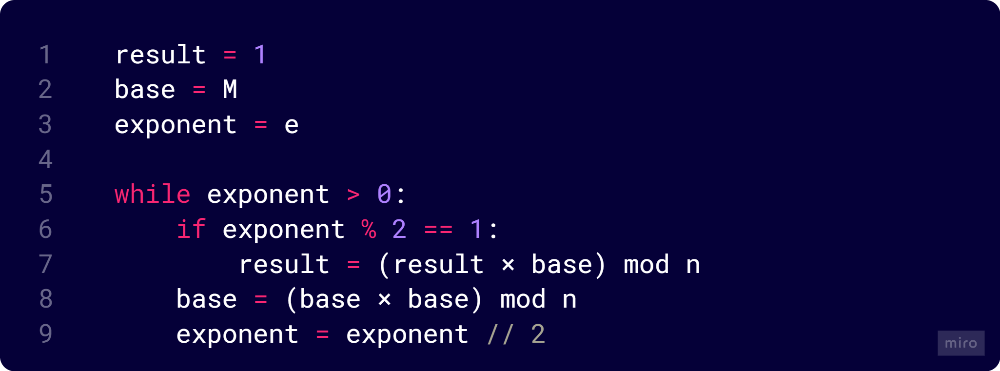 1 result = 1
2 base = M
3 exponent = e
4
5 while exponent > 0:
6     if exponent % 2 == 1:
7         result = (result × base) mod n
8     base = (base × base) mod n
9     exponent = exponent // 2
miro